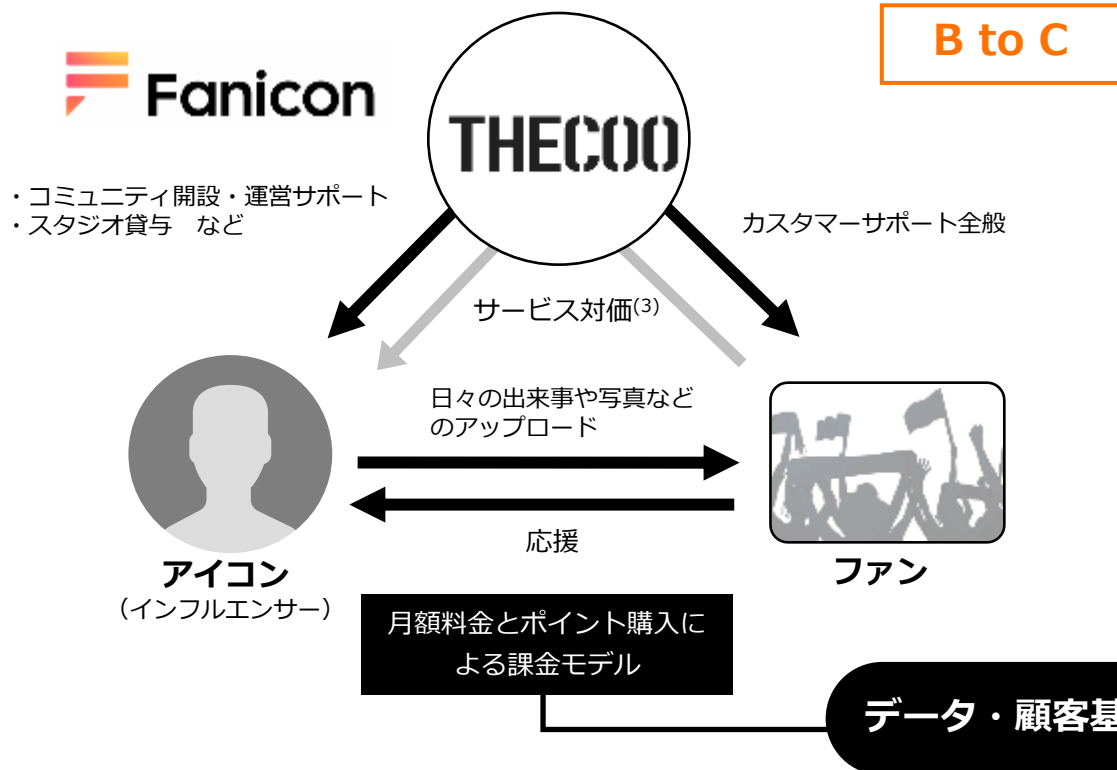 B to C
Fanicon
THECOO
・コミュニティ開設・運営サポート
・スタジオ貸与　など
カスタマーサポート全般
サービス対価(3)
日々の出来事や写真など
のアップロード
応援
アイコン
（インフルエンサー）
ファン
月額料金とポイント購入に
よる課金モデル
データ・顧客基